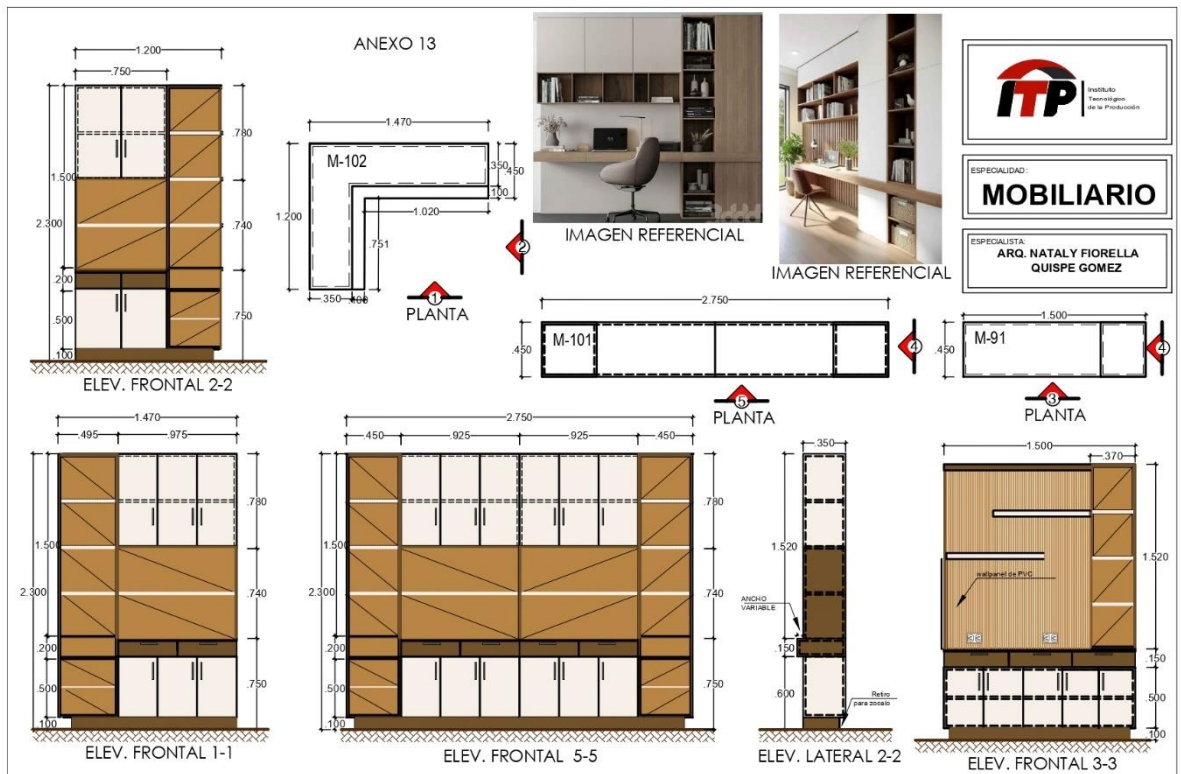 ANEXO 13
1.200
.750
.780
1.500
2.300
.740
.200
.500
.750
.100
ELEV. FRONTAL 2-2
1.470
M-102
.350
.450
.100
1.200
1.020
.751
.350
1
PLANTA
2
IMAGEN REFERENCIAL
IMAGEN REFERENCIAL
ITP
Instituto
Tecnológico
de la Producción
ESPECIALIDAD:
MOBILIARIO
ESPECIALISTA:
ARQ. NATALY FIORELLA
QUISPE GOMEZ
2.750
.450
M-101
4
5
PLANTA
1.500
.450
M-91
4
3
PLANTA
1.470
.495
.975
.780
1.500
2.300
.740
.200
.500
.750
.100
ELEV. FRONTAL 1-1
2.750
.450
.925
.925
.450
.780
1.500
2.300
.740
.200
.500
.750
.100
ELEV. FRONTAL 5-5
.350
1.520
ANCHO
VARIABLE
.150
.600
Retiro
para zocalo
ELEV. LATERAL 2-2
1.500
.370
1.520
wallpanel de PVC
.150
.500
.100
ELEV. FRONTAL 3-3